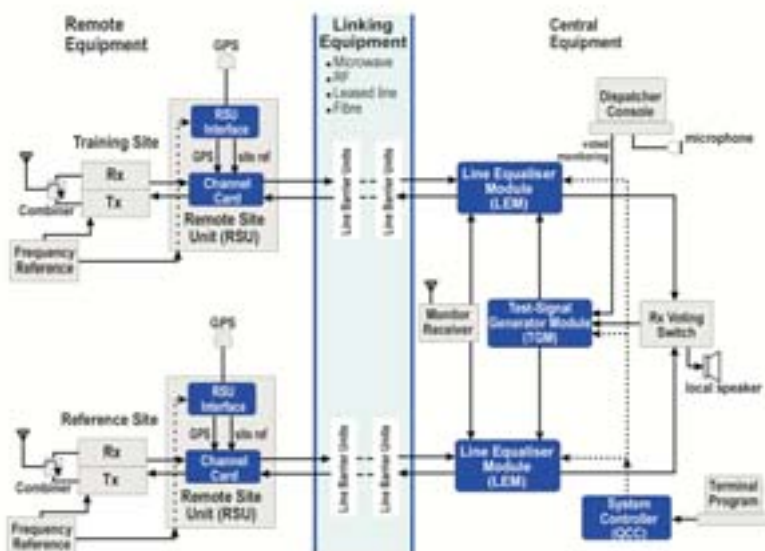 Remote
Equipment
GPS
RSU
Interface
GPS
site ref
Training Site
Rx
Tx
Combiner
Channel
Card
Remote Site
Unit (RSU)
Frequency
Reference
GPS
RSU
Interface
GPS
site ref
Reference Site
Rx
Tx
Combiner
Channel
Card
Remote Site
Unit (RSU)
Frequency
Reference
Linking
Equipment
Microwave
RF
Leased line
Fibre
Line Barrier Units
Line Barrier Units
Line Barrier Units
Line Barrier Units
Central
Equipment
Dispatcher
Console
microphone
voted
monitoring
Line Equaliser
Module
(LEM)
Monitor
Receiver
Test-Signal
Generator Module
(TGM)
Rx Voting
Switch
local speaker
Line Equaliser
Module
(LEM)
Terminal
Program
System
Controller